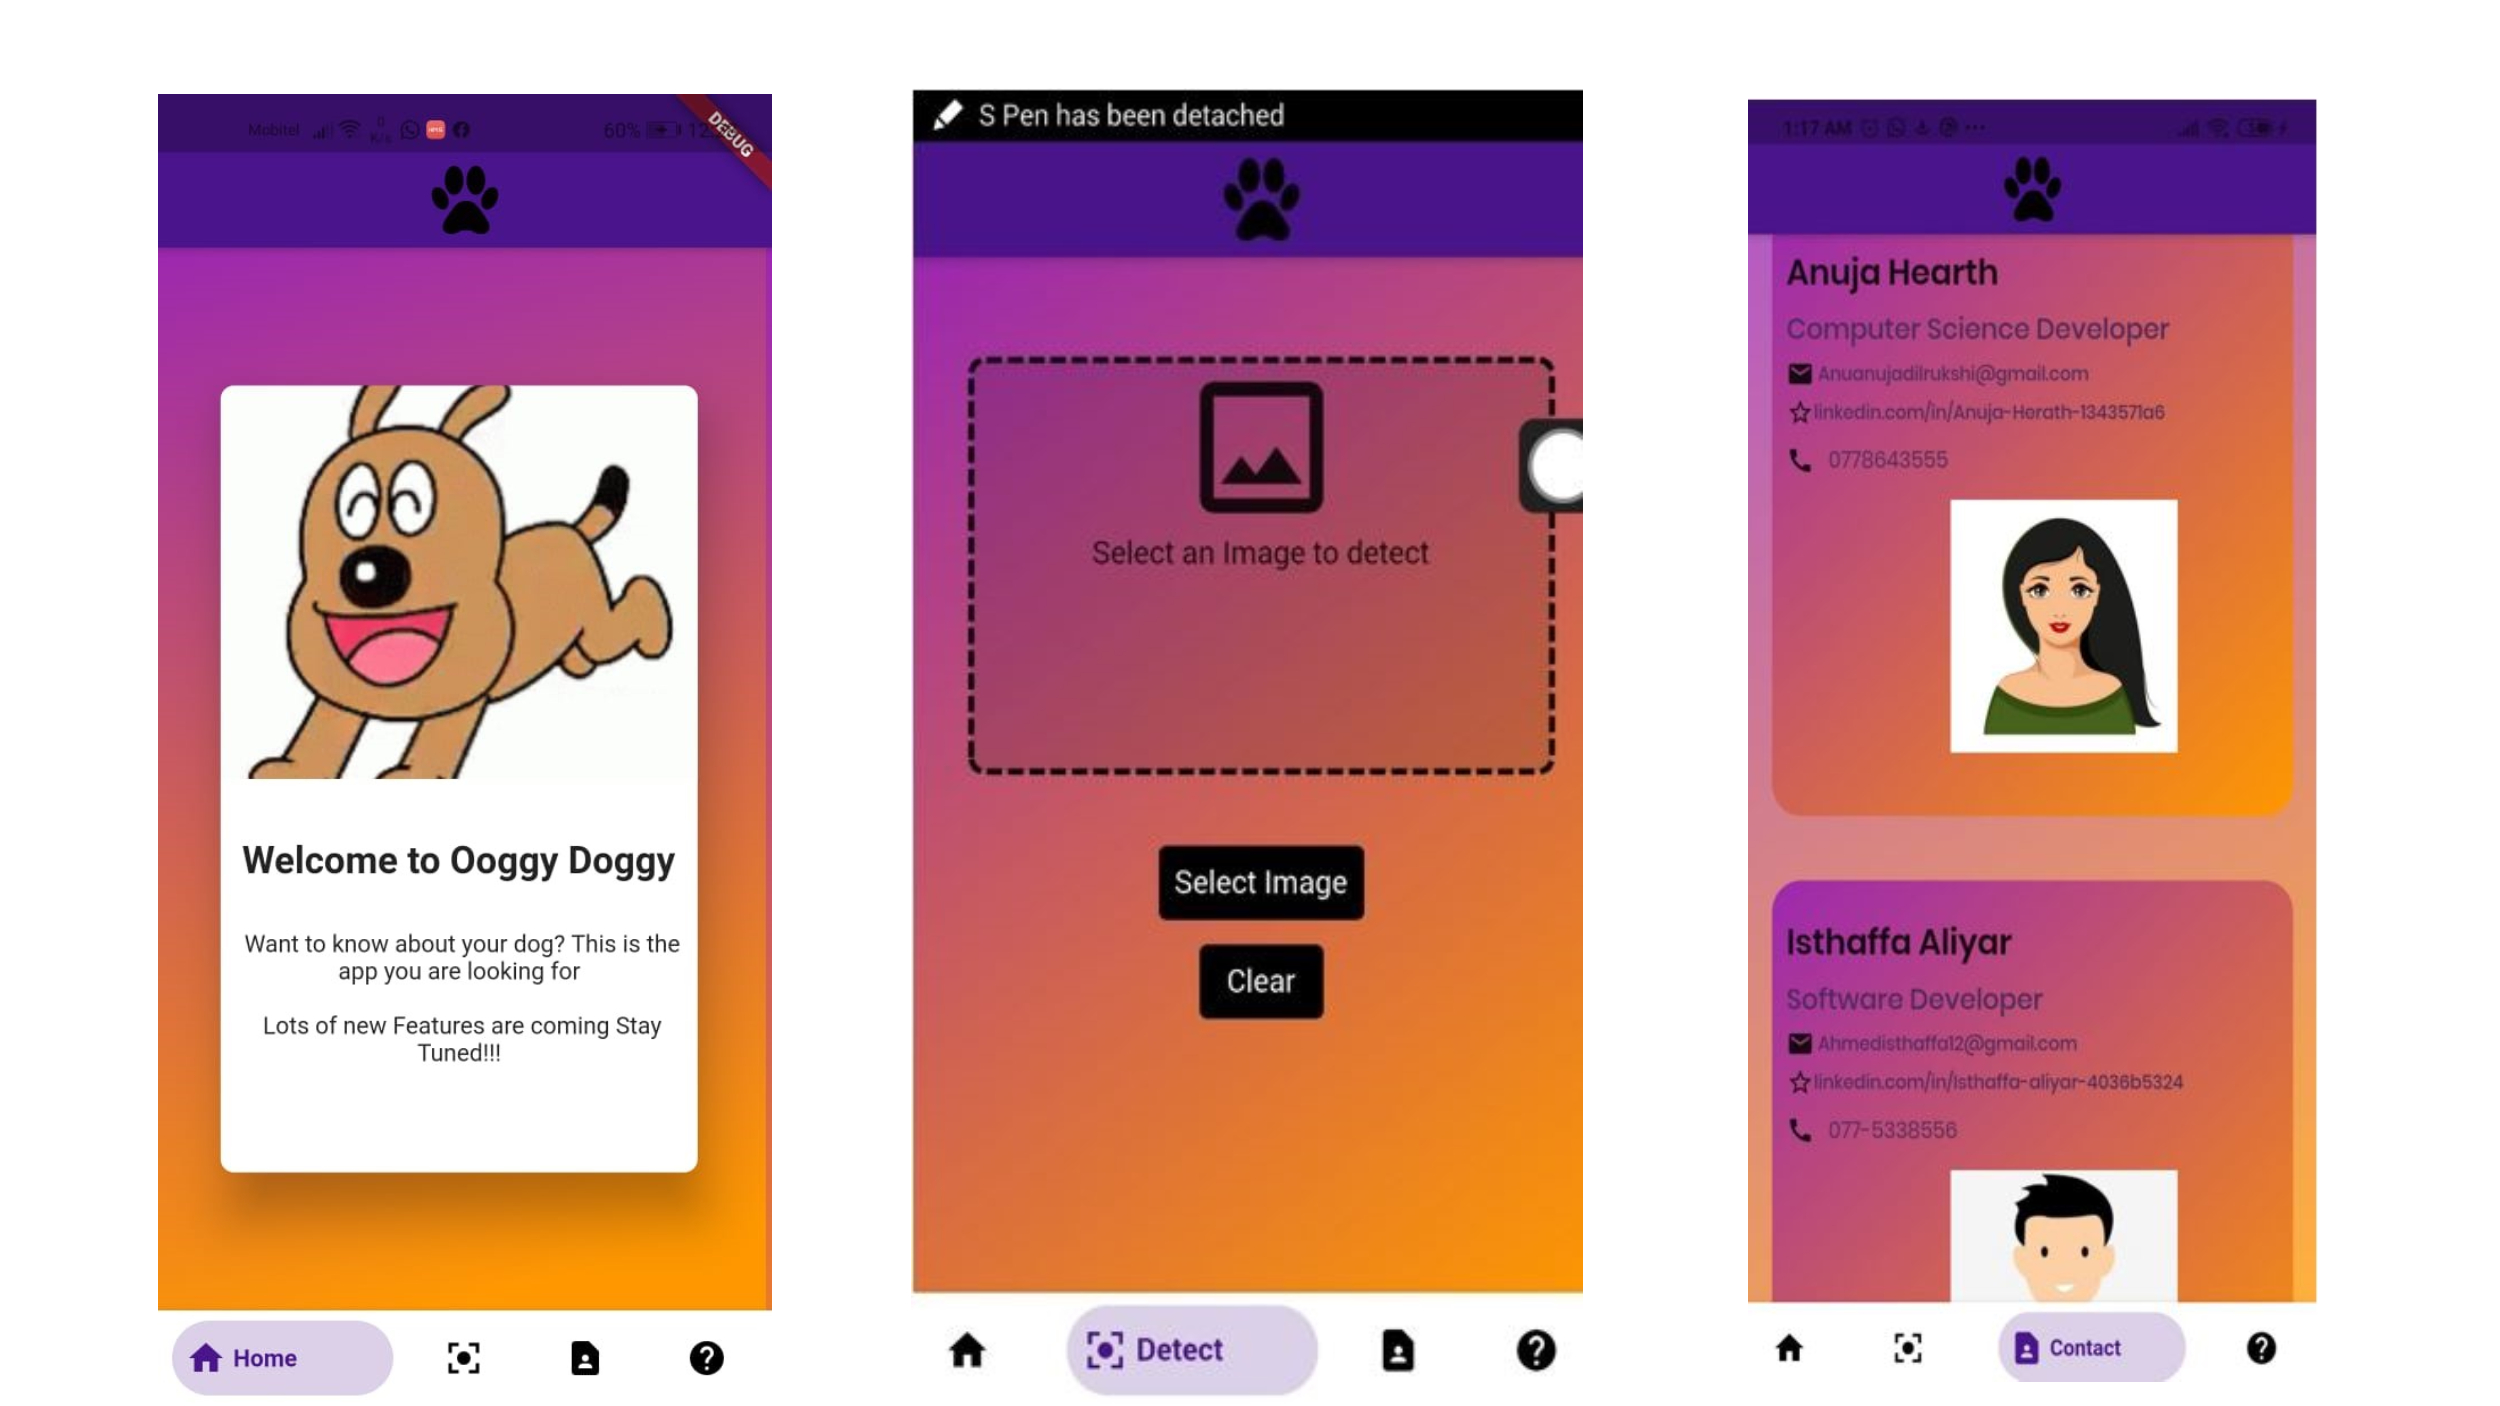 Mobitel
0
K/s
60%
DEBUG
Welcome to Ooggy Doggy
Want to know about your dog? This is the
app you are looking for
Lots of new Features are coming Stay
Tuned!!!
Home
S Pen has been detached
Select an Image to detect
Select Image
Clear
Detect
1:17 AM
Anuja Hearth
Computer Science Developer
Anuanujadilrukshi@gmail.com
linkedin.com/in/Anuja-Herath-1343571a6
0778643555
Isthaffa Aliyar
Software Developer
Ahmedisthaffa12@gmail.com
linkedin.com/in/Isthaffa-aliyar-4036b5324
077-5338556
Contact